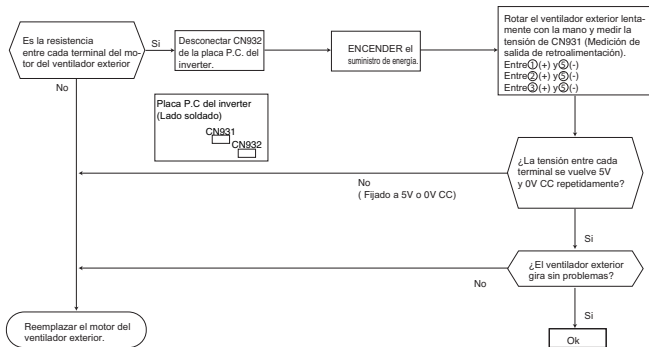 Es la resistencia
entre cada terminal del mo-
tor del ventilador exterior
Si
Desconectar CN932
de la placa P.C. del
inverter.
ENCENDER el
suministro de energía.
Rotar el ventilador exterior lenta-
mente con la mano y medir la
tensión de CN931 (Medición de
salida de retroalimentación).
Entre①(+) y⑤(-)
Entre②(+) y⑤(-)
Entre③(+) y⑤(-)
No
Placa P.C del inverter
(Lado soldado)
CN931
CN932
¿La tensión entre cada
terminal se vuelve 5V
y 0V CC repetidamente?
No
( Fijado a 5V o 0V CC)
Si
¿El ventilador exterior
gira sin problemas?
No
Si
Reemplazar el motor del
ventilador exterior.
Ok